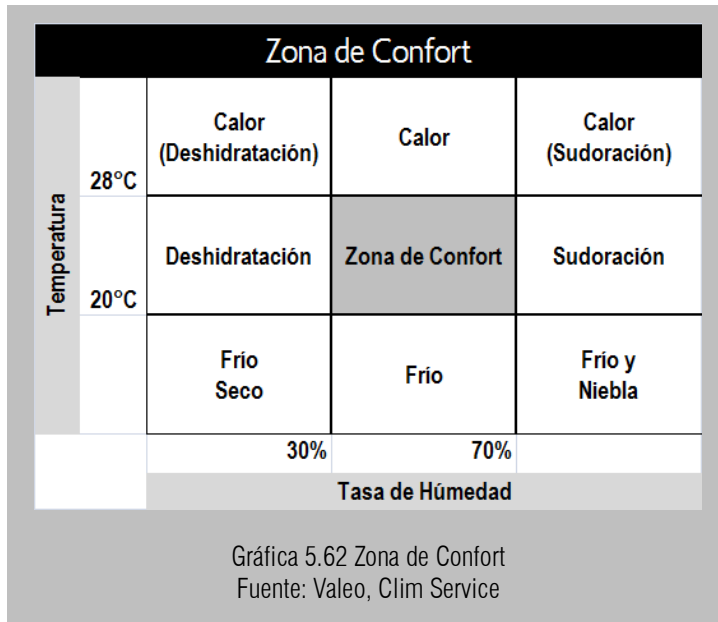 Zona de Confort
Temperatura
28°C
Calor
(Deshidratación)
Calor
Calor
(Sudoración)
20°C
Deshidratación
Zona de Confort
Sudoración
Frío
Seco
Frío
Frío y
Niebla
30%
70%
Tasa de Húmedad
Gráfica 5.62 Zona de Confort
Fuente: Valeo, Clim Service